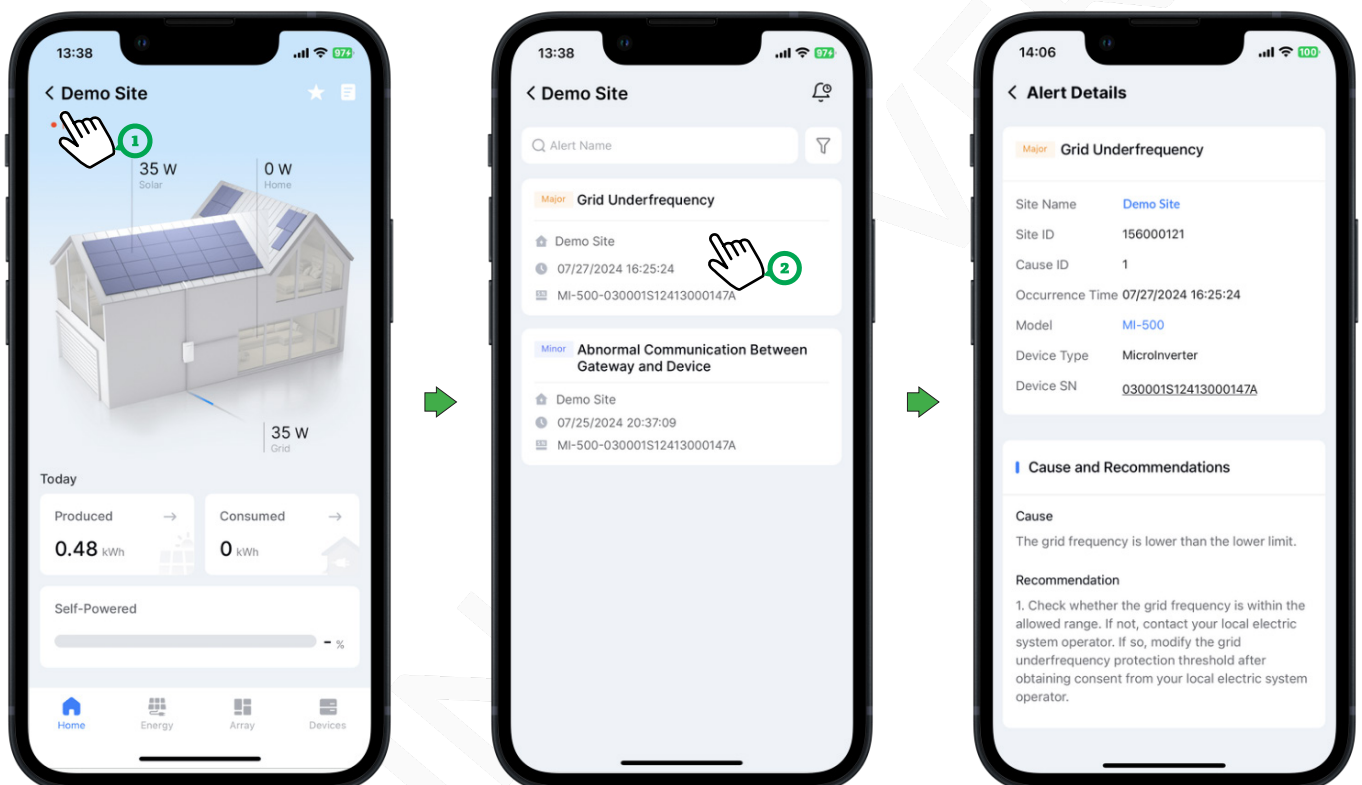 13:38
97
Demo Site
1
35 W
Solar
0 W
Home
35 W
Grid
Today
Produced
0.48 kWh
Consumed
0 kWh
Self-Powered
- %
Home
Energy
Array
Devices
13:38
97
Demo Site
Alert Name
Major Grid Underfrequency
Demo Site
07/27/2024 16:25:24
2
MI-500-030001S12413000147A
Minor Abnormal Communication Between
Gateway and Device
Demo Site
07/25/2024 20:37:09
MI-500-030001S12413000147A
14:06
100
Alert Details
Major Grid Underfrequency
Site Name Demo Site
Site ID 156000121
Cause ID 1
Occurrence Time 07/27/2024 16:25:24
Model MI-500
Device Type MicroInverter
Device SN 030001S12413000147A
Cause and Recommendations
Cause
The grid frequency is lower than the lower limit.
Recommendation
1. Check whether the grid frequency is within the
allowed range. If not, contact your local electric
system operator. If so, modify the grid
underfrequency protection threshold after
obtaining consent from your local electric system
operator.